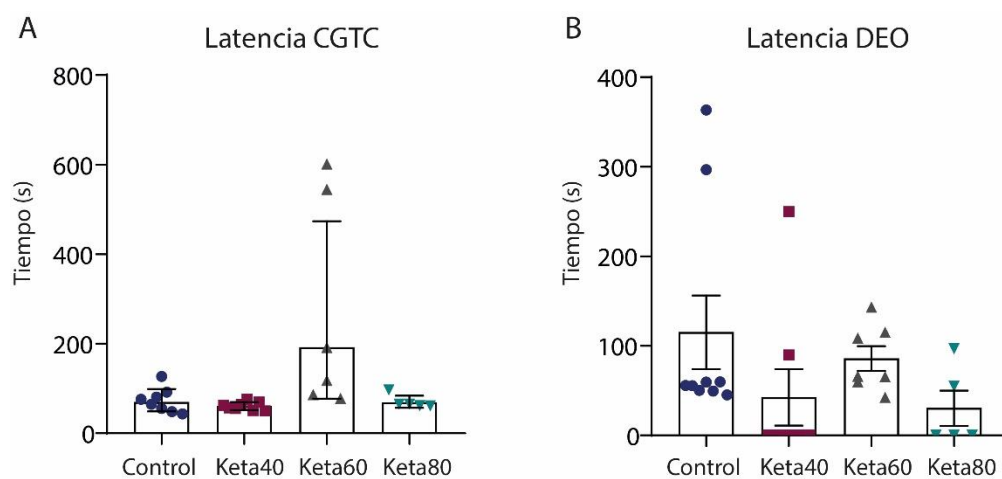 A
Latencia CGTC
Tiempo (s)
800
600
400
200
0
Control Keta40 Keta60 Keta80
B
Latencia DEO
Tiempo (s)
400
300
200
100
0
Control Keta40 Keta60 Keta80